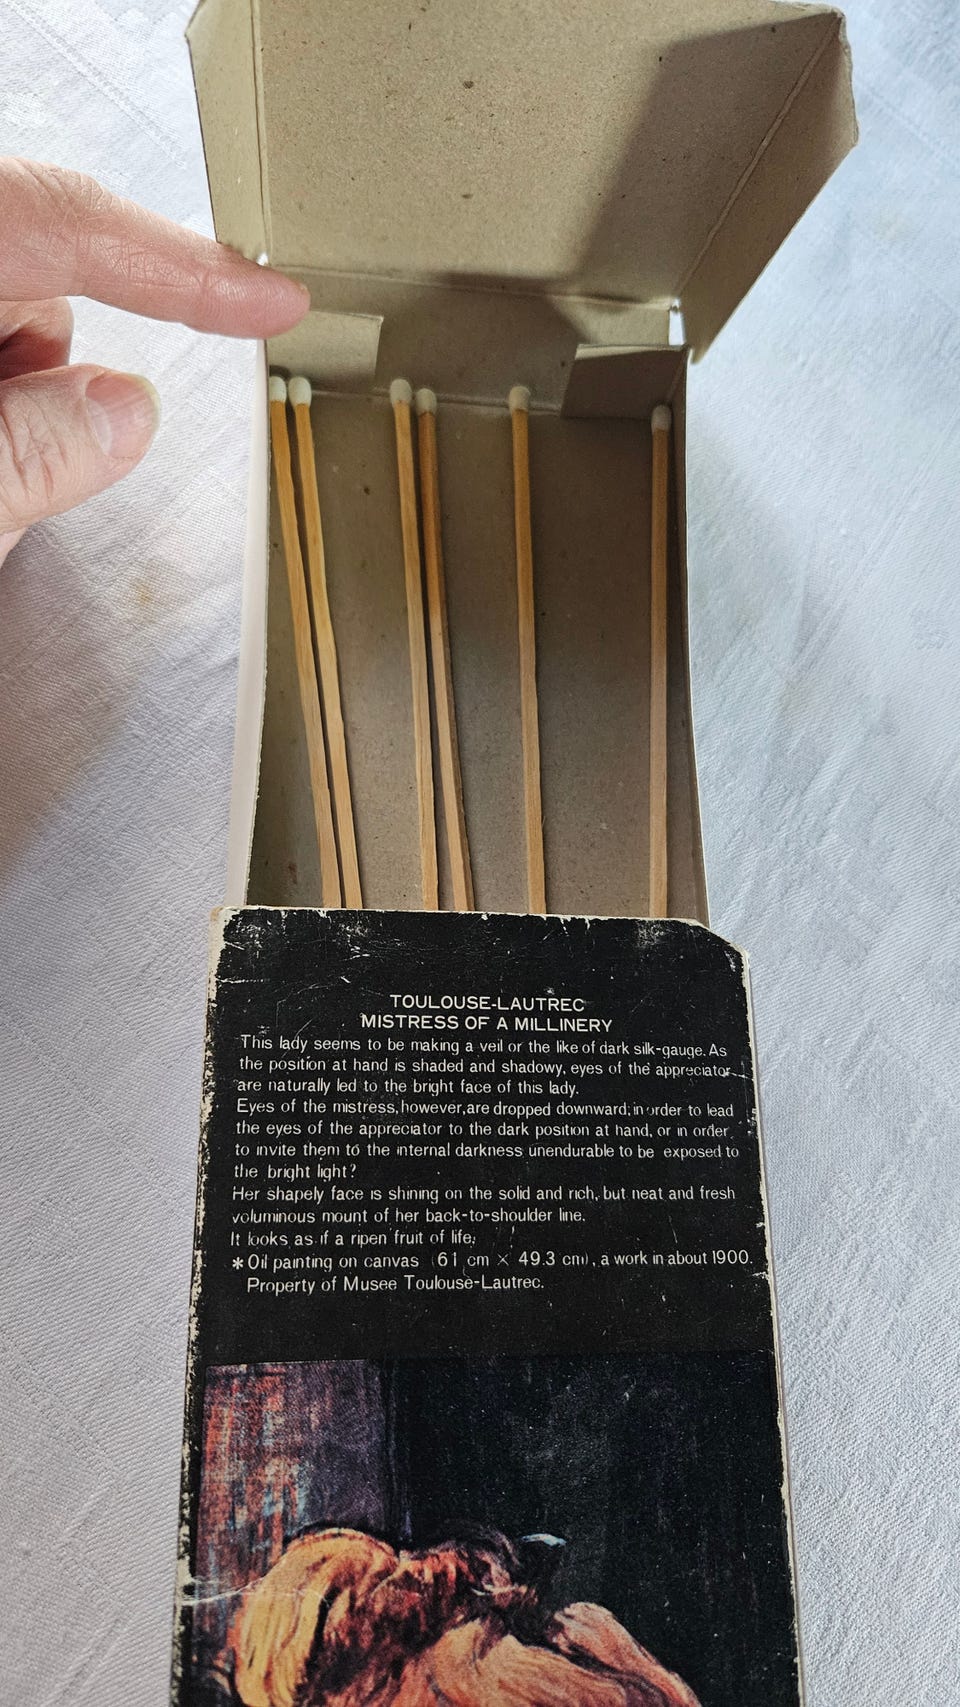 TOULOUSE-LAUTREC
MISTRESS OF A MILLINERY
This lady seems to be making a veil or the like of dark silk-gauge. As
the position at hand is shaded and shadowy, eyes of the appreciator
are naturally led to the bright face of this lady.
Eyes of the mistress, however, are dropped downward; in order to lead
the eyes of the appreciator to the dark position at hand, or in order
to invite them to the internal darkness unendurable to be exposed to
the bright light?
Her shapely face is shining on the solid and rich, but neat and fresh
voluminous mount of her back-to-shoulder line.
It looks as if a ripen fruit of life.
* Oil painting on canvas (61 cm × 49.3 cm), a work in about 1900.
Property of Musee Toulouse-Lautrec.